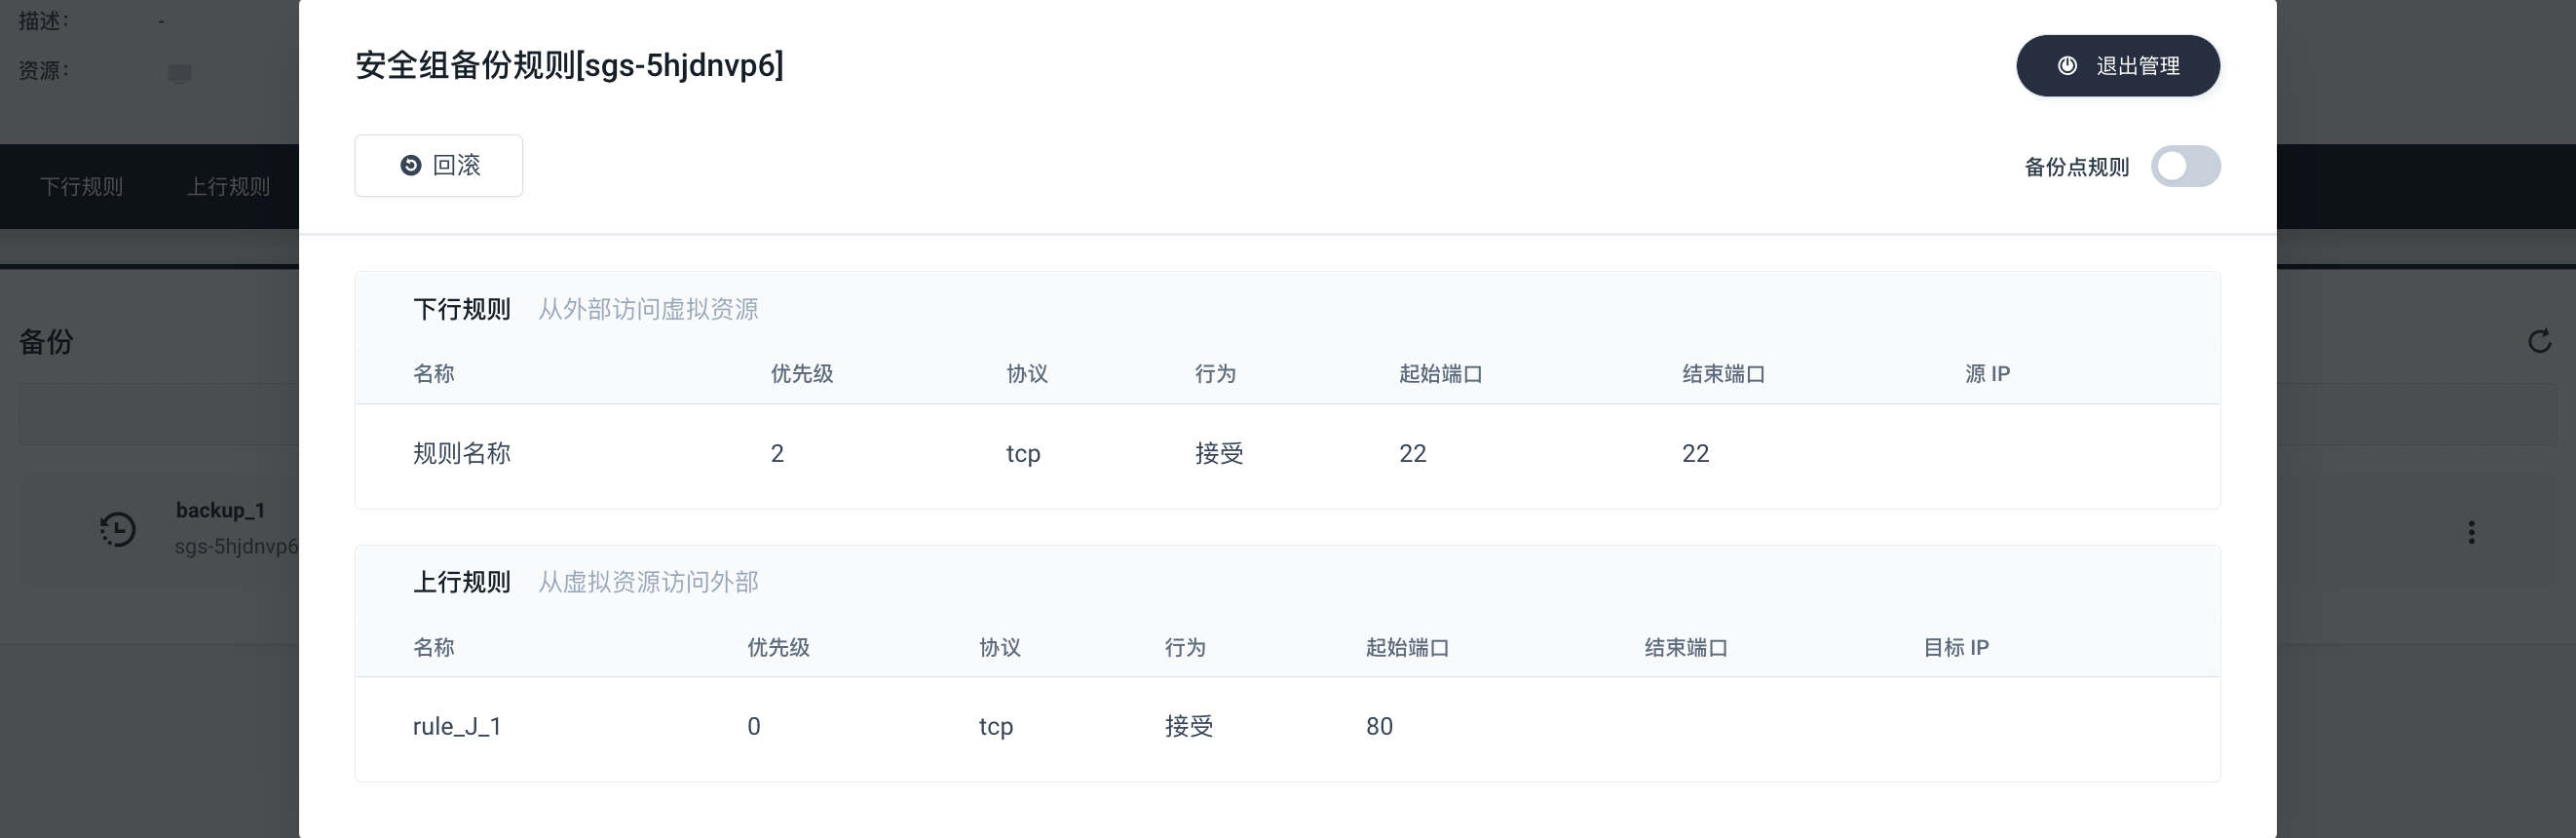 描述: -
资源:
安全组备份规则[sgs-5hjdnvp6]
退出管理
回滚
备份点规则
下行规则 上行规则
下行规则 从外部访问虚拟资源
名称 优先级 协议 行为 起始端口 结束端口 源 IP
规则名称 2 tcp 接受 22 22
上行规则 从虚拟资源访问外部
名称 优先级 协议 行为 起始端口 结束端口 目标 IP
rule_J_1 0 tcp 接受 80
备份
backup_1
sgs-5hjdnvp6